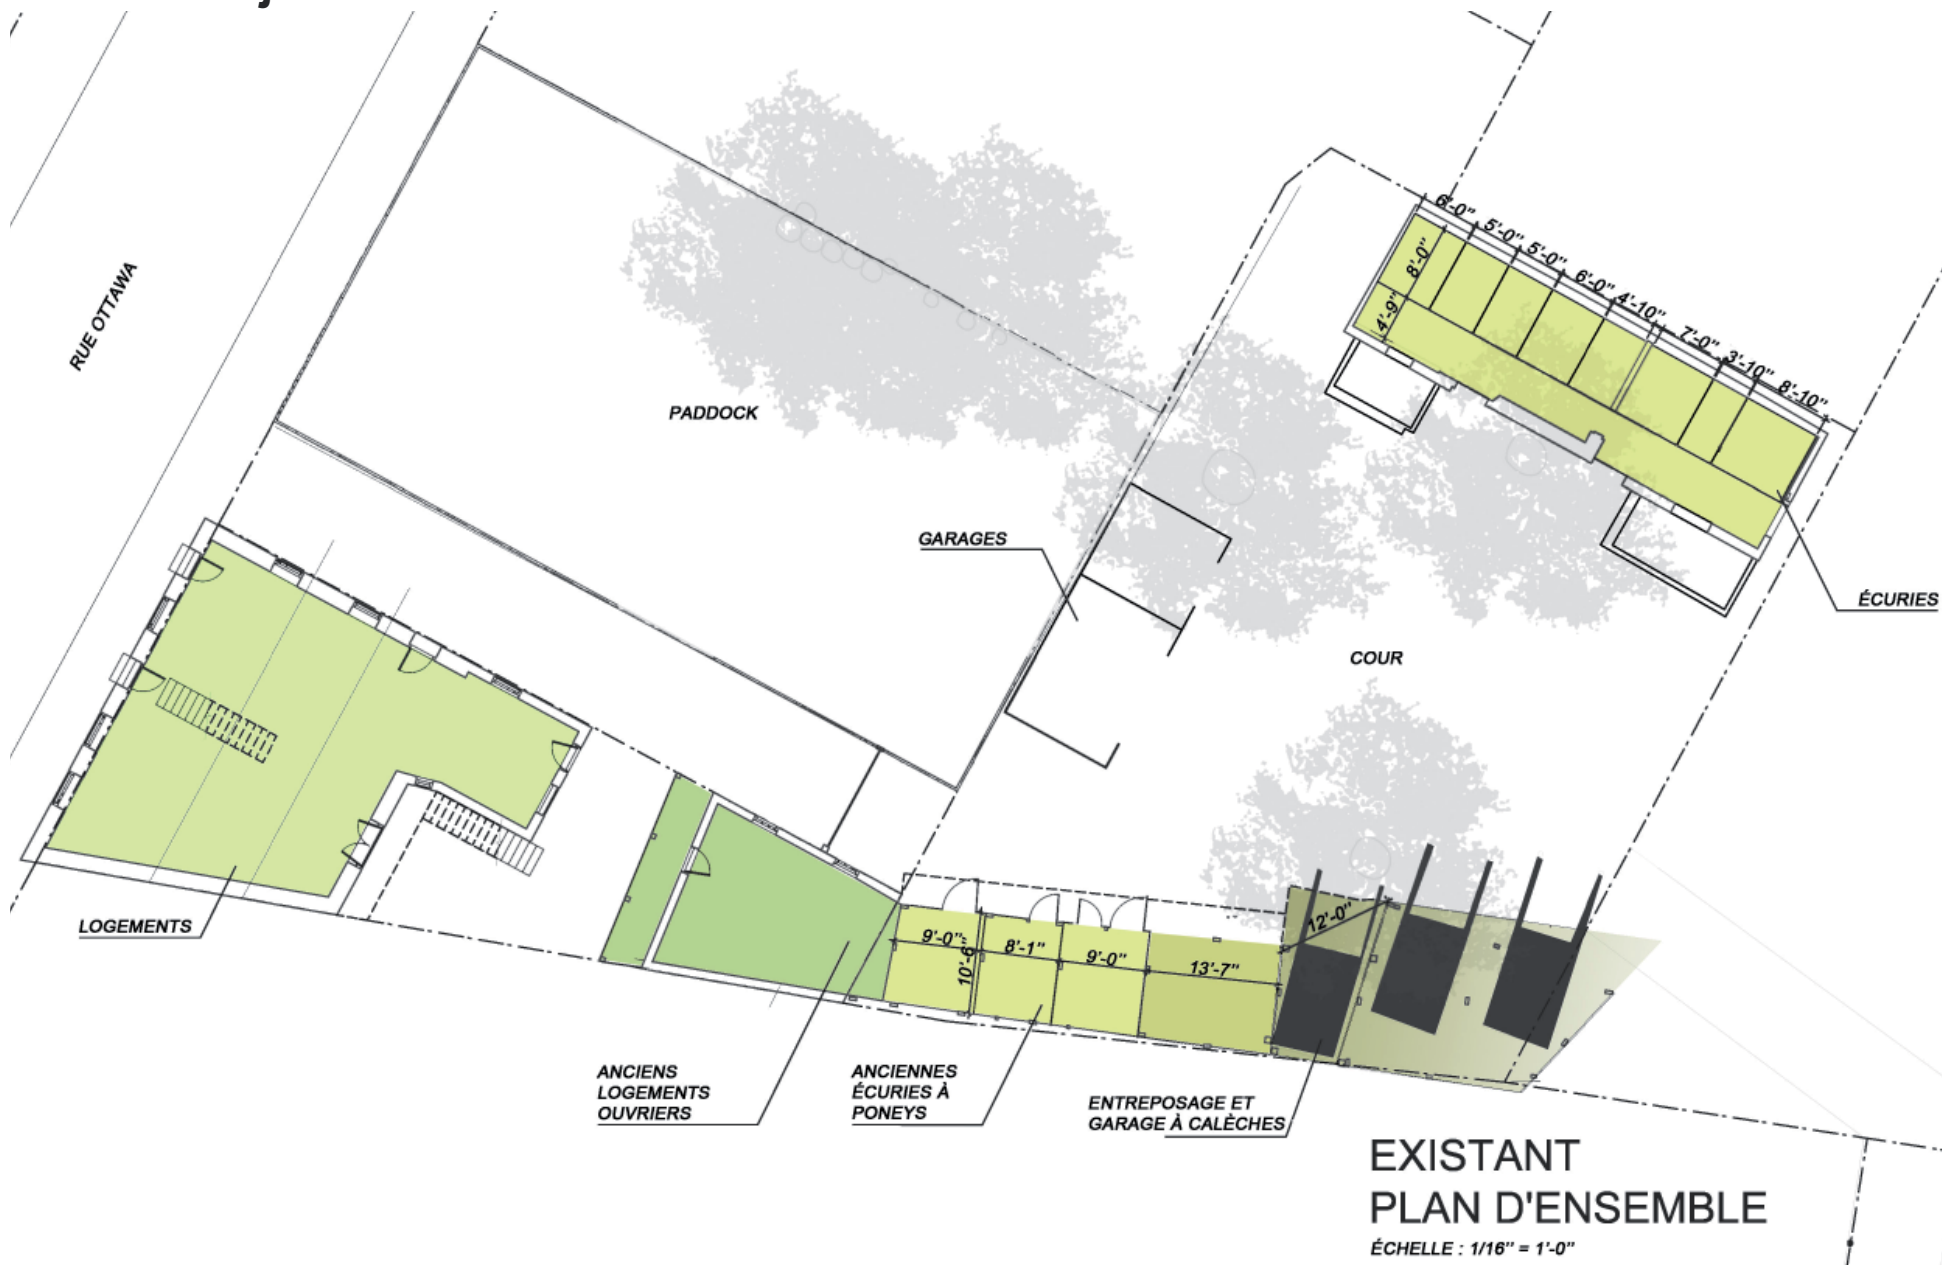 6'-0"
5'-0"
5'-0"
6'-0"
4'-10"
7'-0"
3'-10"
8'-10"
8'-0"
4'-9"
RUE OTTAWA
PADDOCK
GARAGES
ÉCURIES
COUR
LOGEMENTS
12'-0"
9'-0"
10'-6"
8'-1"
9'-0"
13'-7"
ANCIENS
LOGEMENTS
OUVRIERS
ANCIENNES
ÉCURIES À
PONEYS
ENTREPOSAGE ET
GARAGE À CALÈCHES
EXISTANT
PLAN D'ENSEMBLE
ÉCHELLE : 1/16" = 1'-0"